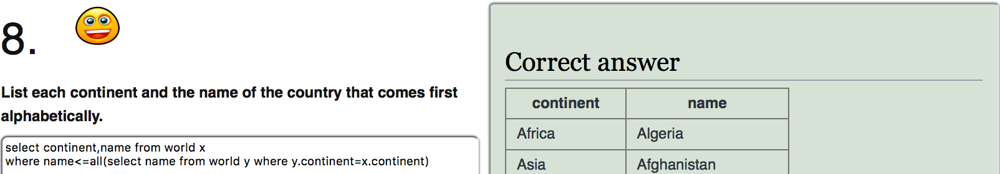 8.
List each continent and the name of the country that comes first
alphabetically.
select continent,name from world x
where name<=all(select name from world y where y.continent=x.continent)
Correct answer
continent name
Africa Algeria
Asia Afghanistan